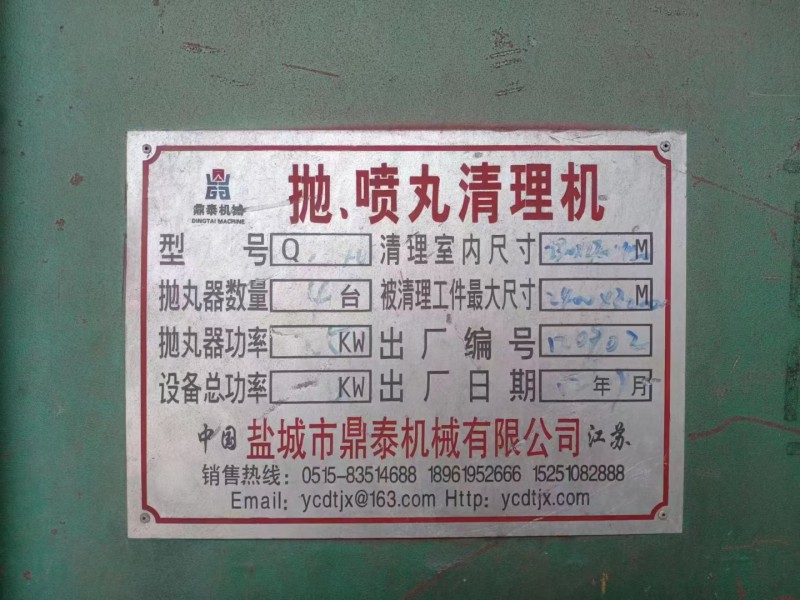 鼎泰机械
DINGTAI MACHINE
抛、喷丸清理机
型号 Q 清理室内尺寸 M
抛丸器数量 4 台 被清理工件最大尺寸 M
抛丸器功率 KW 出厂编号
设备总功率 KW 出厂日期 年 月
中国 盐城市鼎泰机械有限公司 江苏
销售热线：0515-83514688 18961952666 15251082888
Email：ycdtjx@163.com Http：ycdtjx.com